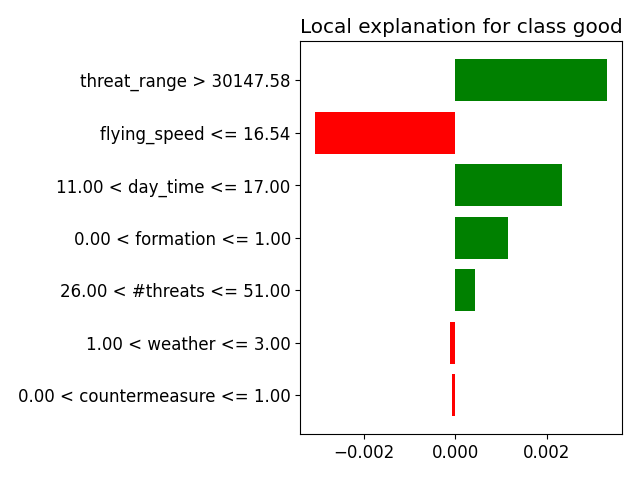 Local explanation for class good
threat_range > 30147.58
flying_speed <= 16.54
11.00 < day_time <= 17.00
0.00 < formation <= 1.00
26.00 < #threats <= 51.00
1.00 < weather <= 3.00
0.00 < countermeasure <= 1.00
−0.002 0.000 0.002